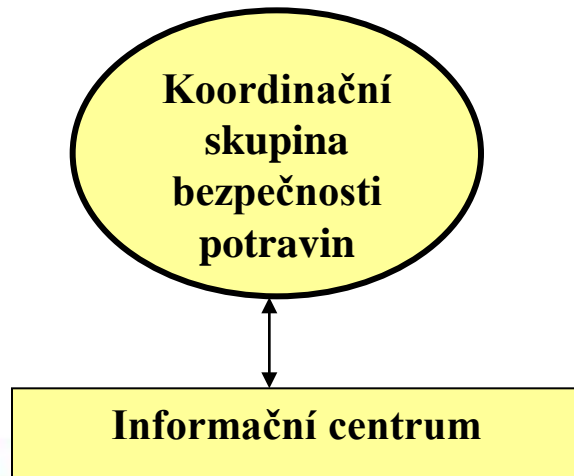 Koordinační
skupina
bezpečnosti
potravin
Informační centrum